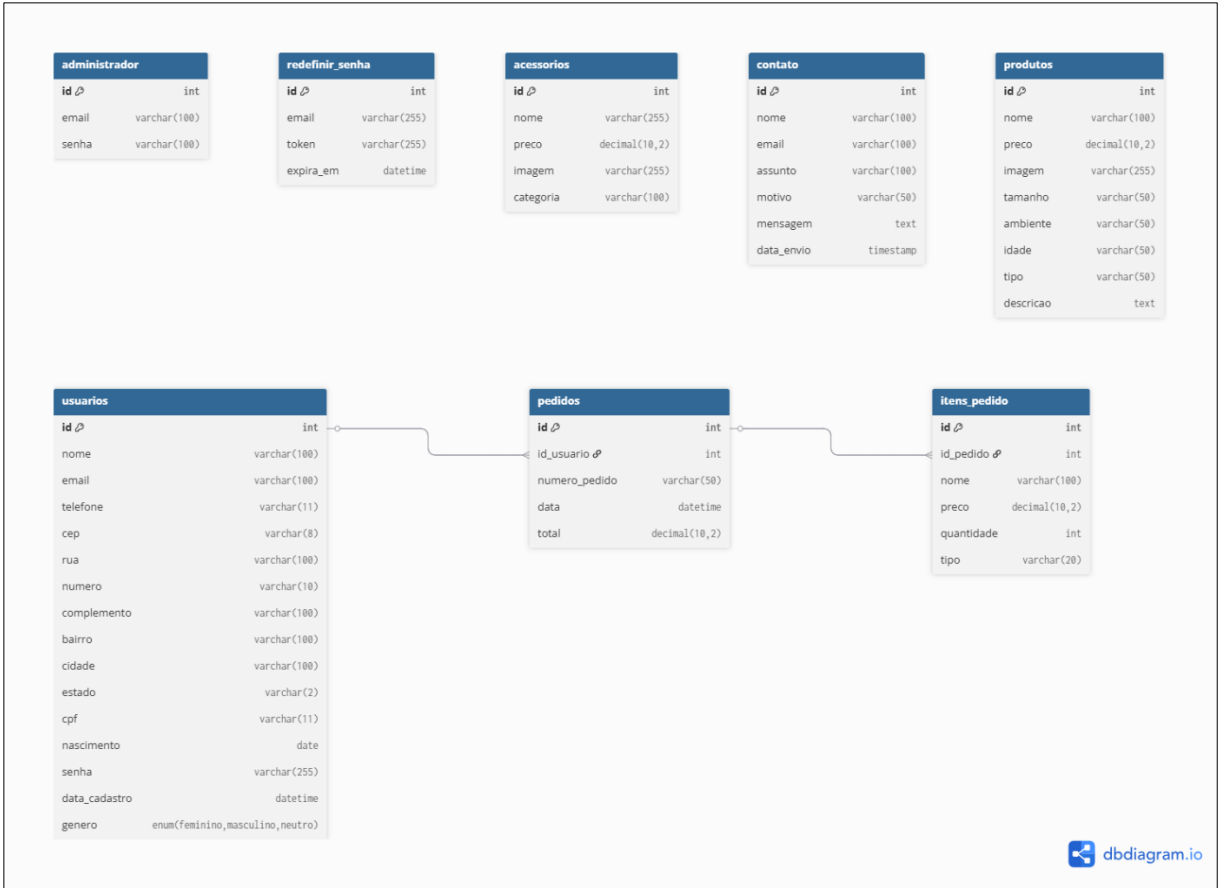 administrador
id int
email varchar(100)
senha varchar(100)
redefinir_senha
id int
email varchar(255)
token varchar(255)
expira_em datetime
acessorios
id int
nome varchar(255)
preco decimal(10,2)
imagem varchar(255)
categoria varchar(100)
contato
id int
nome varchar(100)
email varchar(100)
assunto varchar(100)
motivo varchar(50)
mensagem text
data_envio timestamp
produtos
id int
nome varchar(100)
preco decimal(10,2)
imagem varchar(255)
tamanho varchar(50)
ambiente varchar(50)
idade varchar(50)
tipo varchar(50)
descricao text
usuarios
id int
nome varchar(100)
email varchar(100)
telefone varchar(11)
cep varchar(8)
rua varchar(100)
numero varchar(10)
complemento varchar(100)
bairro varchar(100)
cidade varchar(100)
estado varchar(2)
cpf varchar(11)
nascimento date
senha varchar(255)
data_cadastro datetime
genero enum(feminino,masculino,neutro)
pedidos
id int
id_usuario int
numero_pedido varchar(50)
data datetime
total decimal(10,2)
itens_pedido
id int
id_pedido int
nome varchar(100)
preco decimal(10,2)
quantidade int
tipo varchar(20)
dbdiagram.io